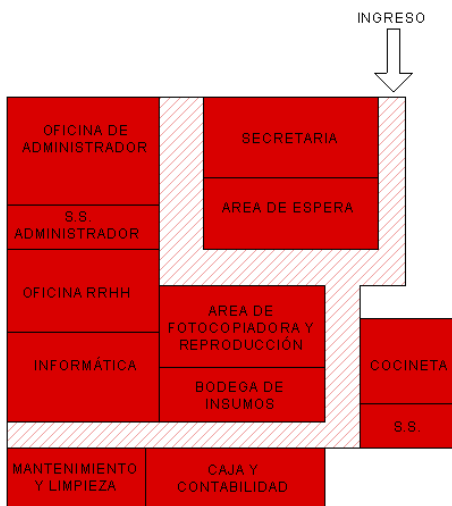 INGRESO
OFICINA DE
ADMINISTRADOR
SECRETARIA
AREA DE ESPERA
S.S.
ADMINISTRADOR
OFICINA RRHH
AREA DE
FOTOCOPIADORA Y
REPRODUCCIÓN
INFORMÁTICA
COCINETA
BODEGA DE
INSUMOS
S.S.
MANTENIMIENTO
Y LIMPIEZA
CAJA Y
CONTABILIDAD